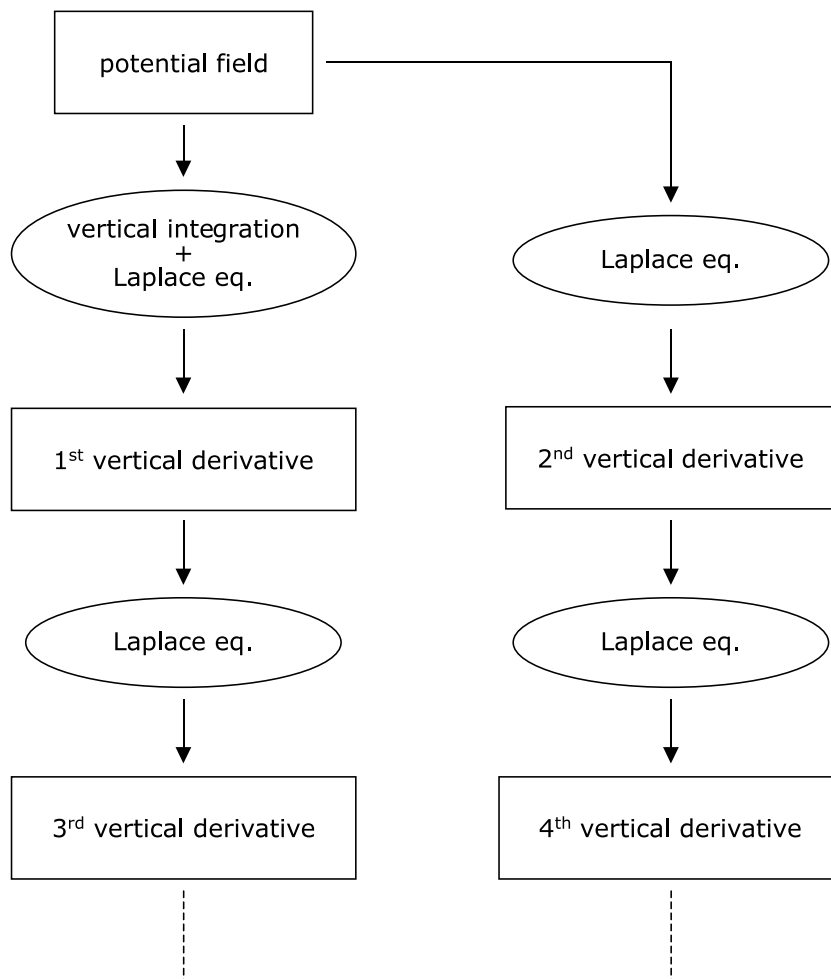 potential field
vertical integration
+
Laplace eq.
1st vertical derivative
Laplace eq.
3rd vertical derivative
Laplace eq.
2nd vertical derivative
Laplace eq.
4th vertical derivative